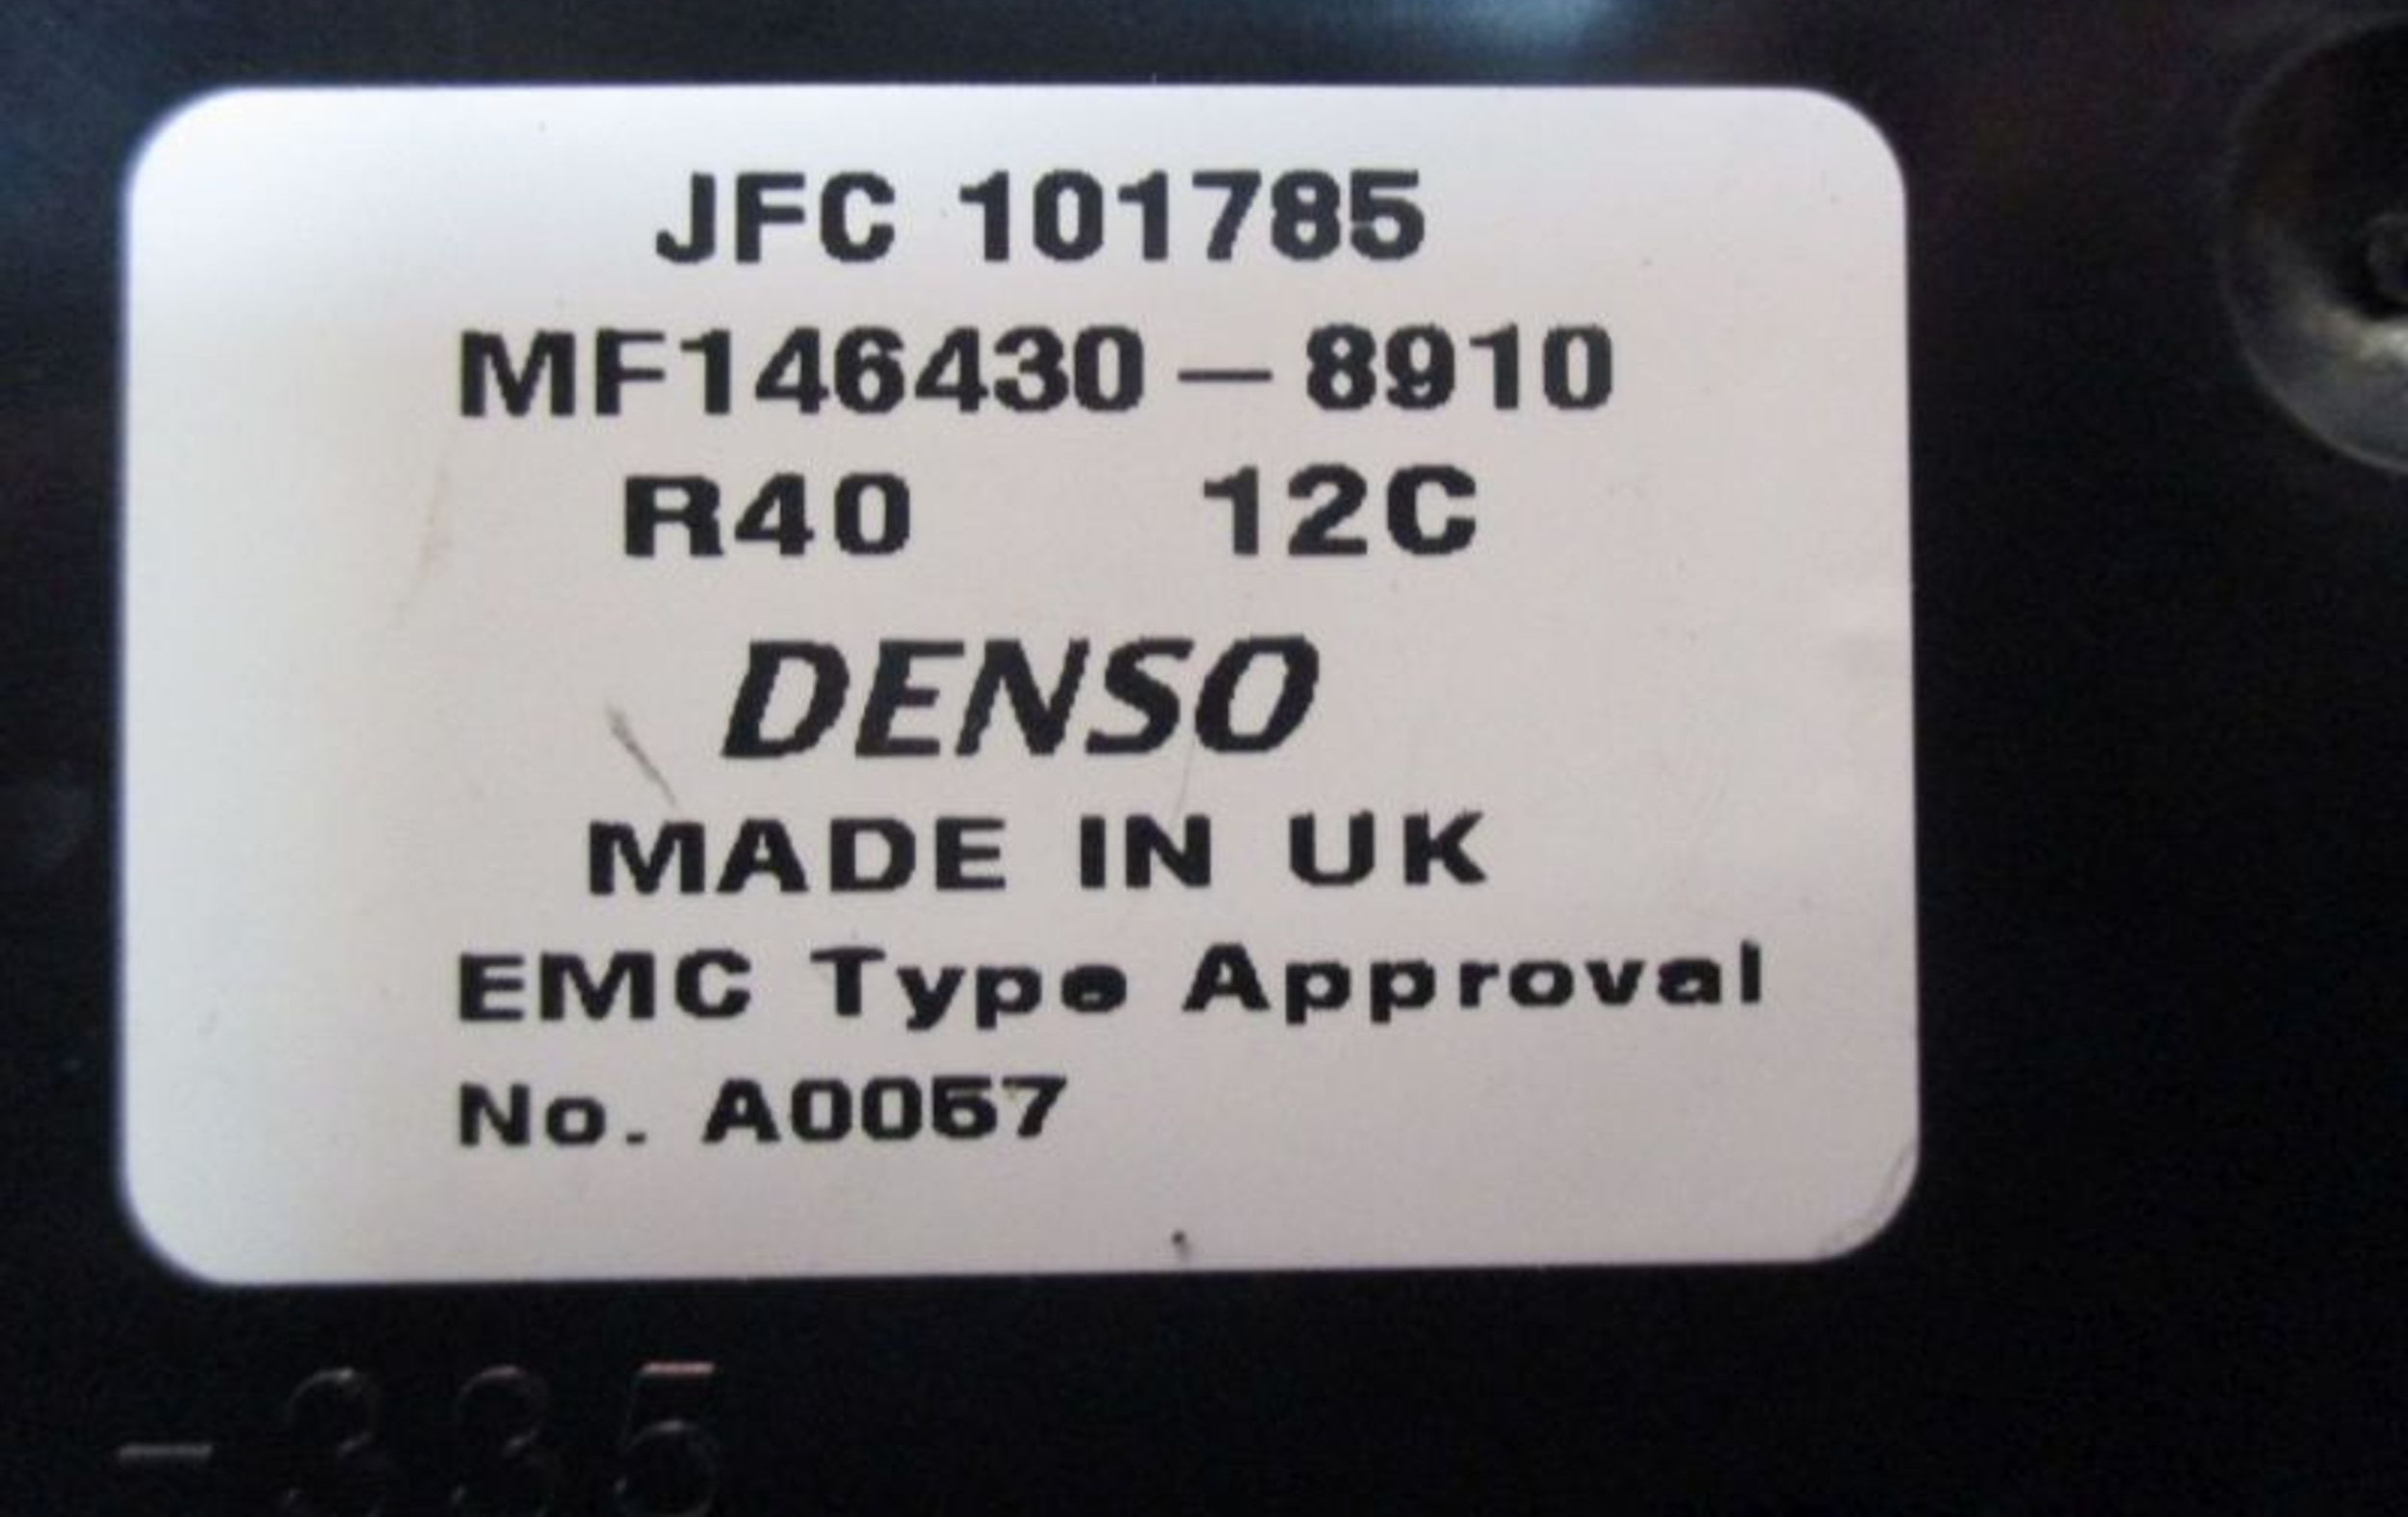 JFC 101785
MF146430-8910
R40 12C
DENSO
MADE IN UK
EMC Type Approval
No. A0057